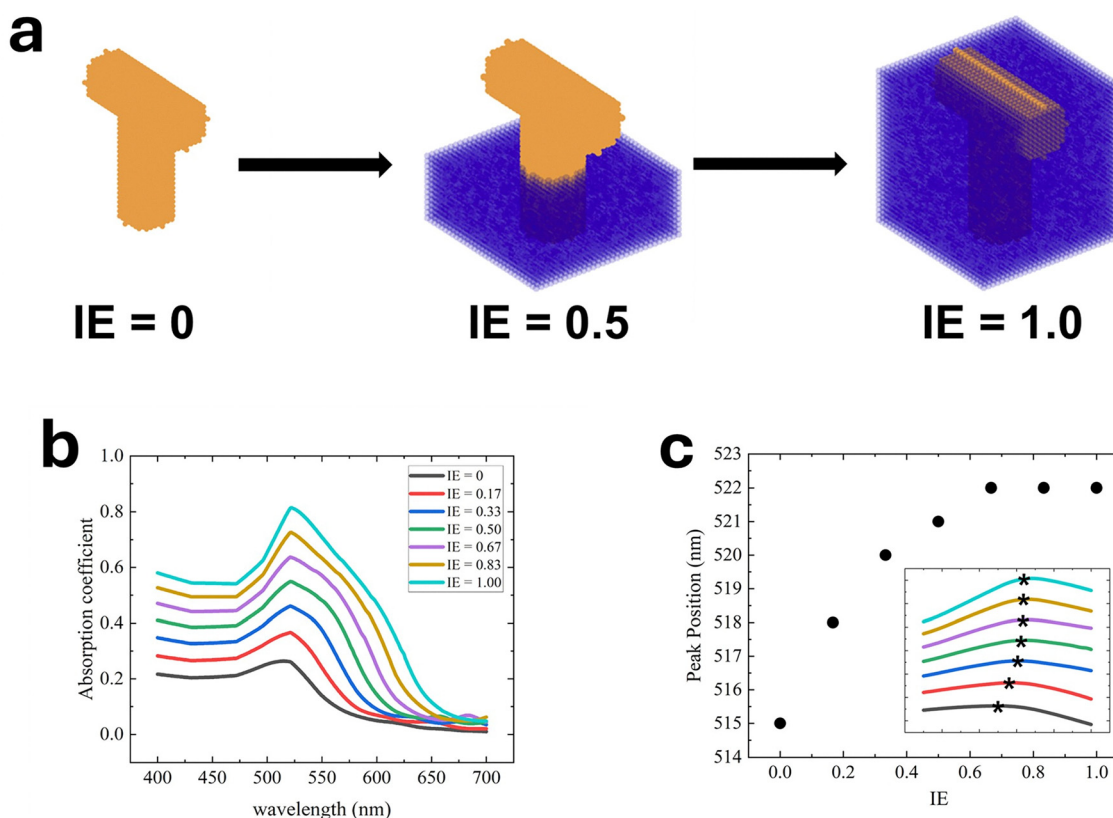 a
IE = 0
IE = 0.5
IE = 1.0
b
Absorption coefficient
1.0
0.8
0.6
0.4
0.2
0.0
IE = 0
IE = 0.17
IE = 0.33
IE = 0.50
IE = 0.67
IE = 0.83
IE = 1.00
400 450 500 550 600 650 700
wavelength (nm)
c
Peak Position (nm)
523
522
521
520
519
518
517
516
515
514
* * * * * * *
0.0 0.2 0.4 0.6 0.8 1.0
IE